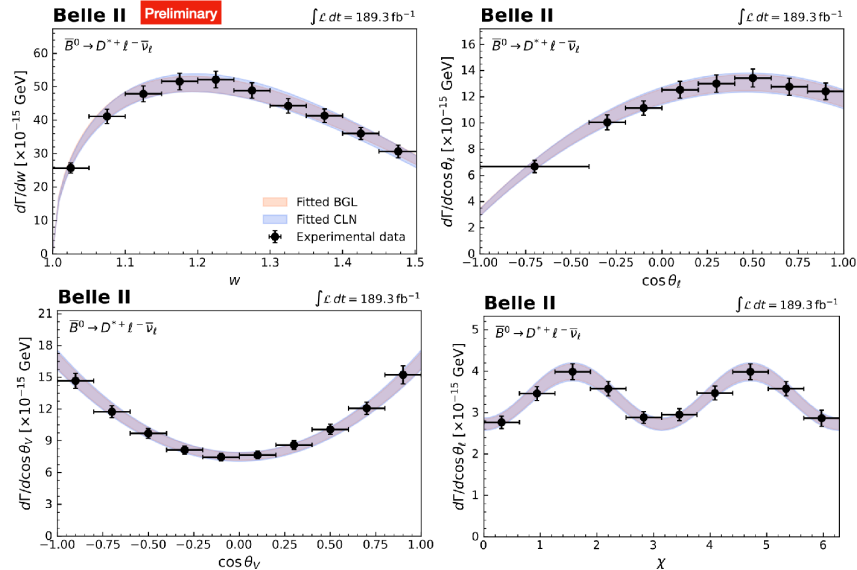 Belle II Preliminary ∫ℒ dt = 189.3 fb⁻¹
B̅⁰ → D*⁺ ℓ⁻ ν̅ℓ
dΓ/dw [×10⁻¹⁵ GeV]
60
50
40
30
20
10
0
Fitted BGL
Fitted CLN
Experimental data
1.0 1.1 1.2 1.3 1.4 1.5
w
Belle II ∫ℒ dt = 189.3 fb⁻¹
B̅⁰ → D*⁺ ℓ⁻ ν̅ℓ
dΓ/dcos θℓ [×10⁻¹⁵ GeV]
16
14
12
10
8
6
4
2
0
−1.00 −0.75 −0.50 −0.25 0.00 0.25 0.50 0.75 1.00
cos θℓ
Belle II ∫ℒ dt = 189.3 fb⁻¹
B̅⁰ → D*⁺ ℓ⁻ ν̅ℓ
dΓ/dcos θV [×10⁻¹⁵ GeV]
21
18
15
12
9
6
3
0
−1.00 −0.75 −0.50 −0.25 0.00 0.25 0.50 0.75 1.00
cos θV
Belle II ∫ℒ dt = 189.3 fb⁻¹
B̅⁰ → D*⁺ ℓ⁻ ν̅ℓ
dΓ/dcos θℓ [×10⁻¹⁵ GeV]
5
4
3
2
1
0
0 1 2 3 4 5 6
χ